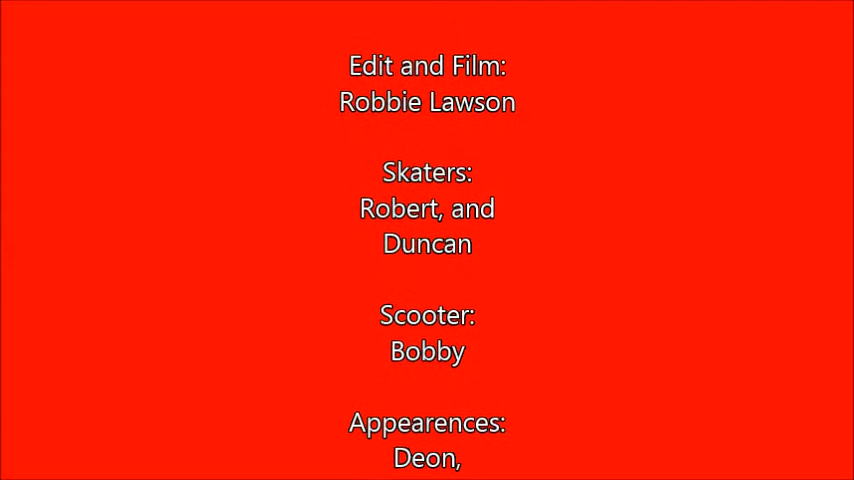 Edit and Film:
Robbie Lawson
Skaters:
Robert, and
Duncan
Scooter:
Bobby
Appearences:
Deon,